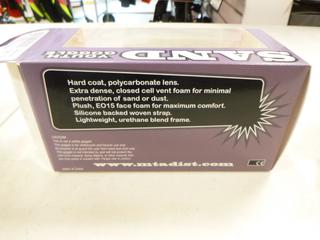 SAND
YOUTH
GOGGLE
Hard coat, polycarbonate lens.
Extra dense, closed cell vent foam for minimal
penetration of sand or dust.
Plush, EO15 face foam for maximum comfort.
Silicone backed woven strap.
Lightweight, urethane blend frame.
CAUTION
www.mtadist.com
CE